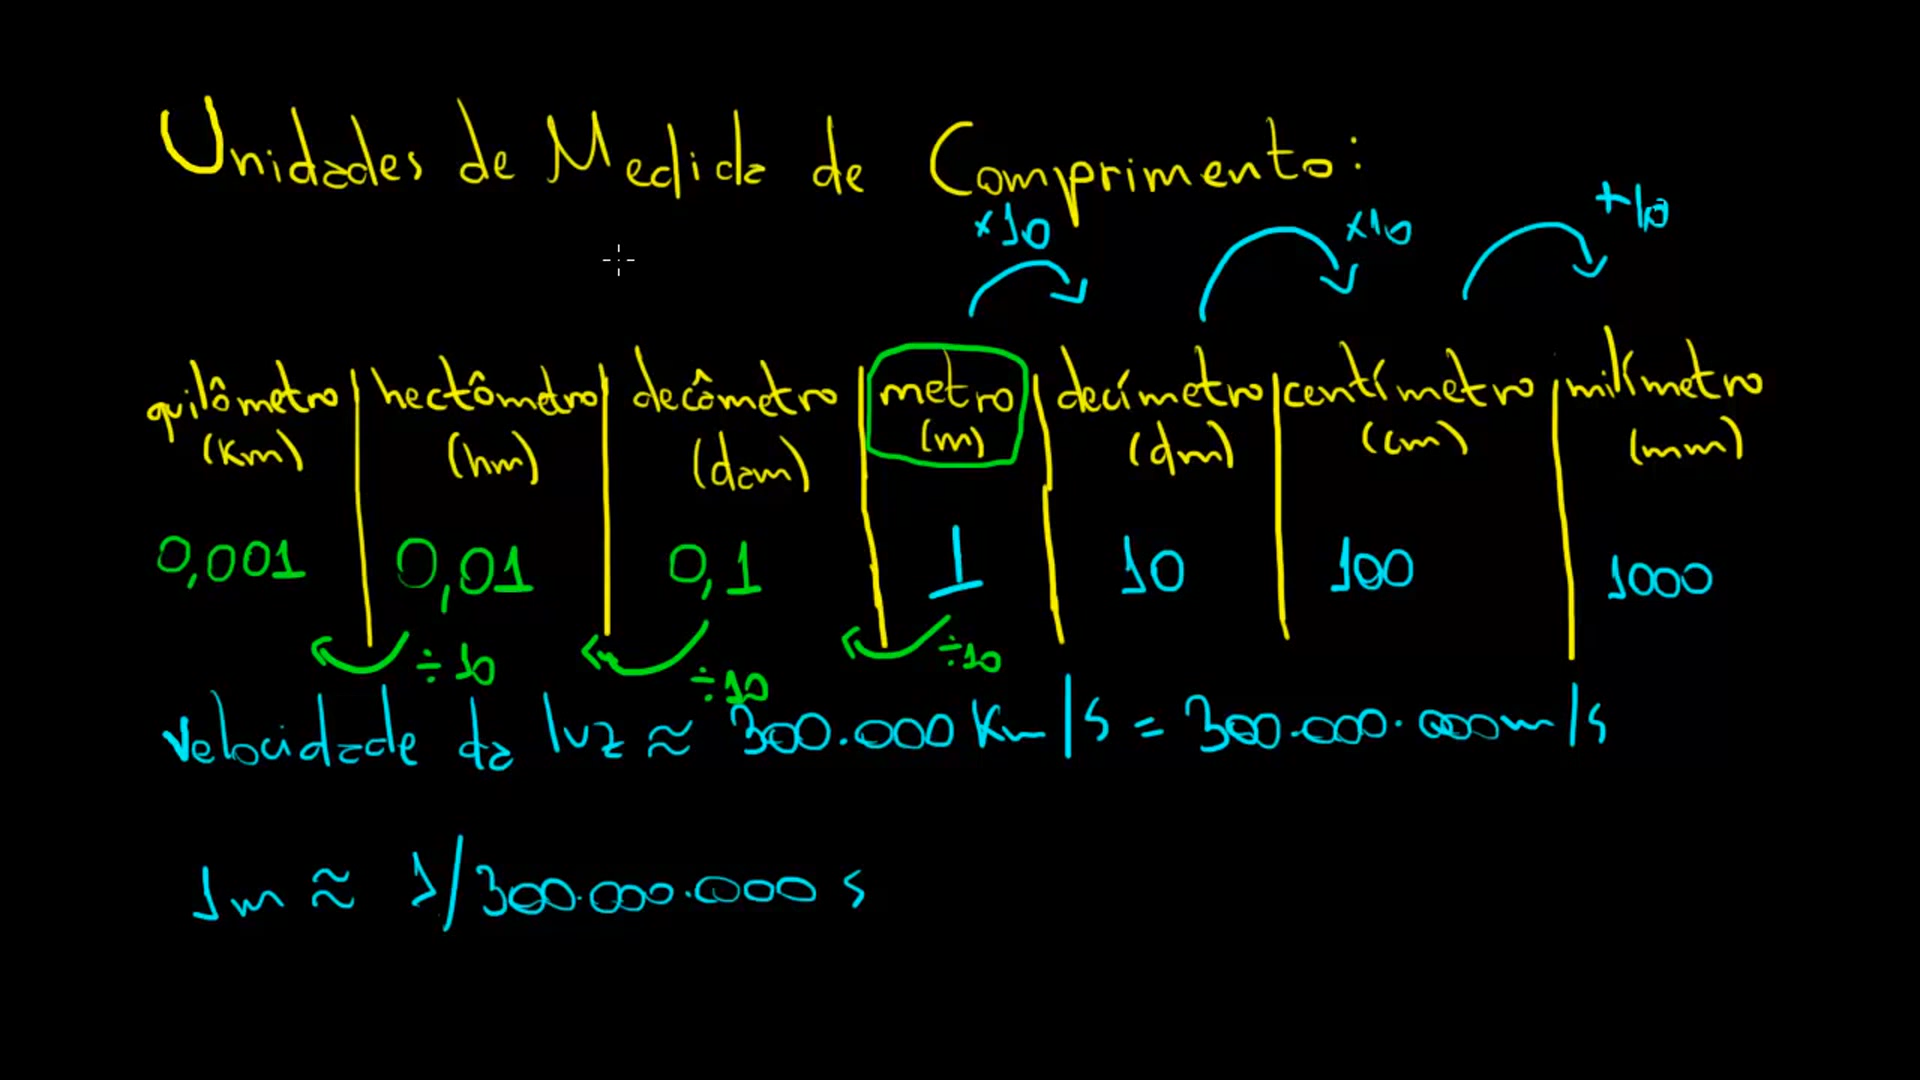 Unidades de Medida de Comprimento:
×10 ×10 +10
quilômetro hectômetro decâmetro metro decímetro centímetro milímetro
(Km) (hm) (dam) (m) (dm) (cm) (mm)
0,001 0,01 0,1 1 10 100 1000
÷10 ÷10 ÷10
velocidade da luz ≈ 300.000 Km/s = 300.000.000m/s
1m ≈ 1/300.000.000 s